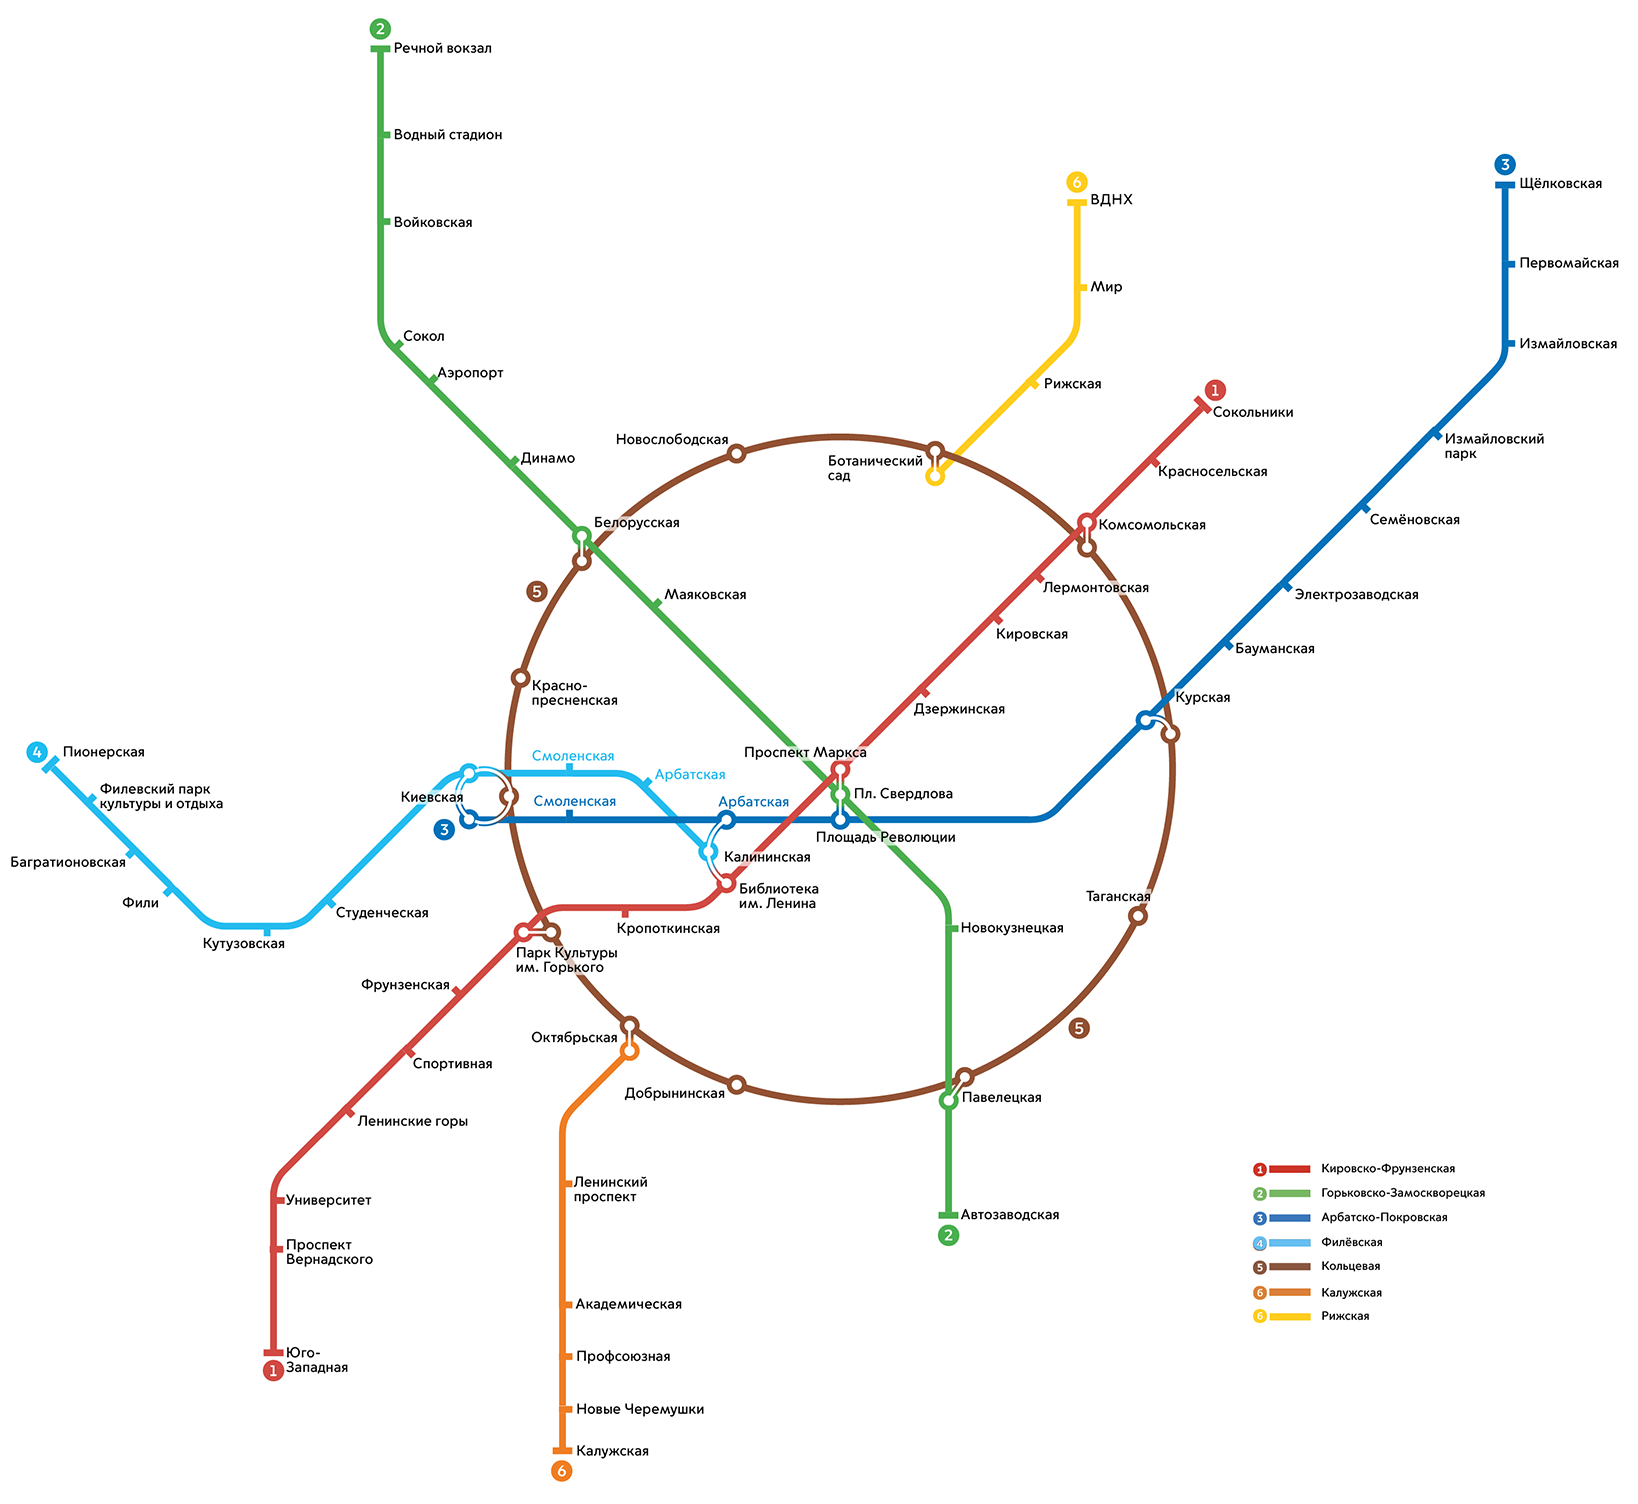 2
Речной вокзал
Водный стадион
Войковская
Сокол
Аэропорт
Динамо
Белорусская
Маяковская
6
ВДНХ
Мир
Рижская
Ботанический
сад
3
Щёлковская
Первомайская
Измайловская
Измайловский
парк
Семёновская
Электрозаводская
Бауманская
Курская
1
Сокольники
Красносельская
Комсомольская
Лермонтовская
Кировская
Дзержинская
Проспект Маркса
Пл. Свердлова
Площадь Революции
Новослободская
5
Красно-
пресненская
4
Пионерская
Филевский парк
культуры и отдыха
Багратионовская
Фили
Кутузовская
Студенческая
Киевская
3
Смоленская
Арбатская
Смоленская
Арбатская
Калининская
Библиотека
им. Ленина
Кропоткинская
Парк Культуры
им. Горького
Фрунзенская
Спортивная
Ленинские горы
Университет
Проспект
Вернадского
Юго-
Западная
1
Октябрьская
Добрынинская
Ленинский
проспект
Академическая
Профсоюзная
Новые Черемушки
Калужская
6
Таганская
Новокузнецкая
5
Павелецкая
Автозаводская
2
1 Кировско-Фрунзенская
2 Горьковско-Замоскворецкая
3 Арбатско-Покровская
4 Филёвская
5 Кольцевая
6 Калужская
6 Рижская